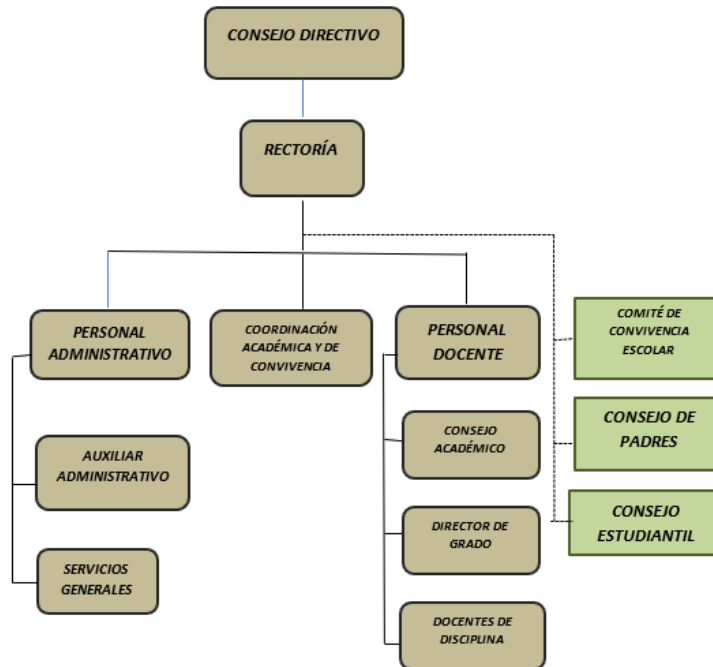 CONSEJO DIRECTIVO
RECTORÍA
PERSONAL
ADMINISTRATIVO
COORDINACIÓN
ACADÉMICA Y DE
CONVIVENCIA
PERSONAL
DOCENTE
COMITÉ DE
CONVIVENCIA
ESCOLAR
AUXILIAR
ADMINISTRATIVO
CONSEJO
ACADÉMICO
CONSEJO DE
PADRES
SERVICIOS
GENERALES
DIRECTOR DE
GRADO
CONSEJO
ESTUDIANTIL
DOCENTES DE
DISCIPLINA